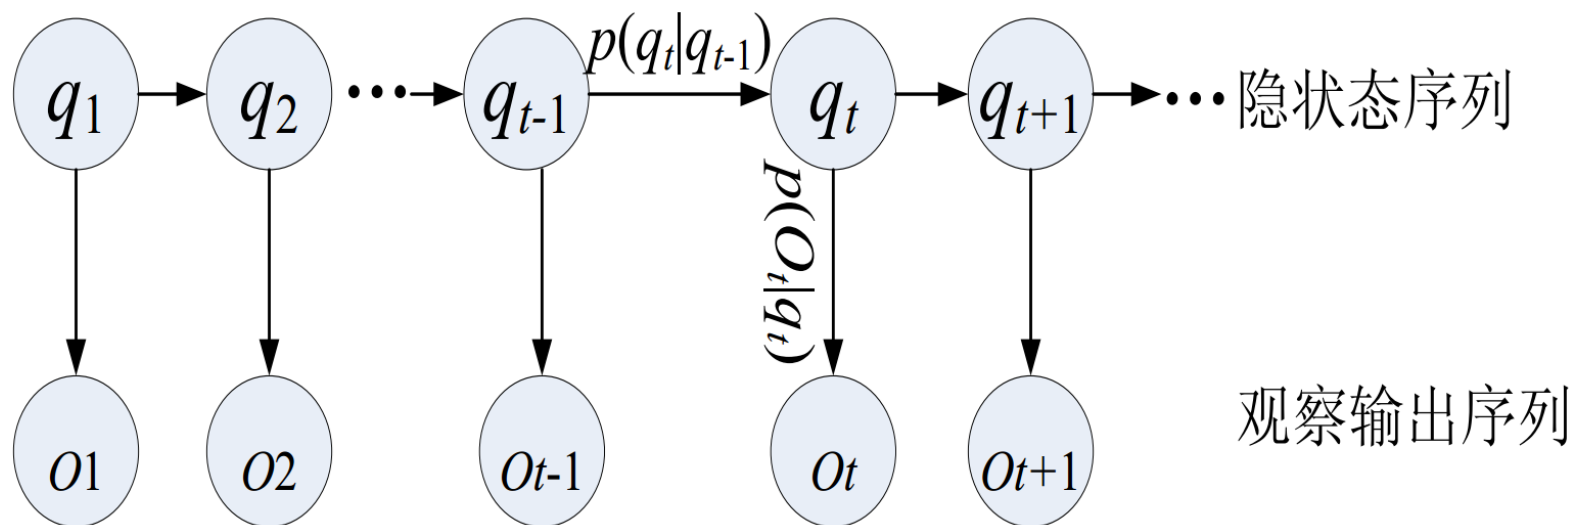 p(qt|qt-1)
q1 q2 ••• qt-1 qt qt+1 ••• 隐状态序列
p(Ot|qt)
O1 O2 Ot-1 Ot Ot+1 观察输出序列